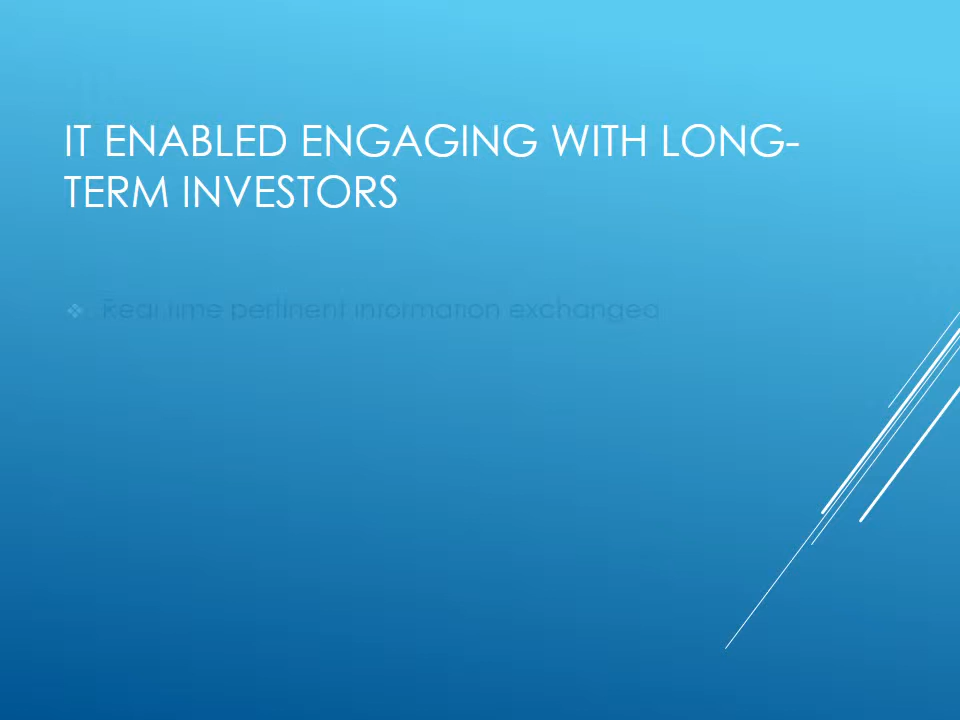 IT ENABLED ENGAGING WITH LONG-
TERM INVESTORS
Real time pertinent information exchanged